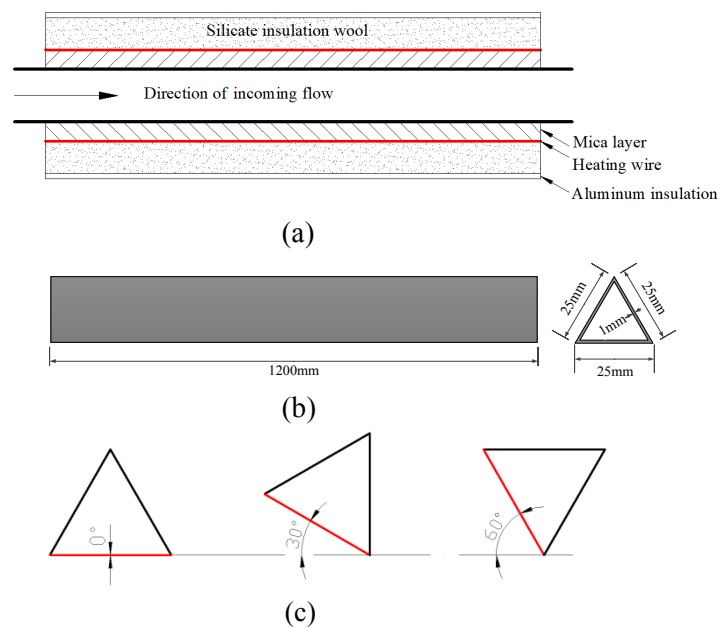 Silicate insulation wool
Direction of incoming flow
Mica layer
Heating wire
Aluminum insulation
(a)
25mm
25mm
1mm
1200mm
25mm
(b)
0°
30°
60°
(c)